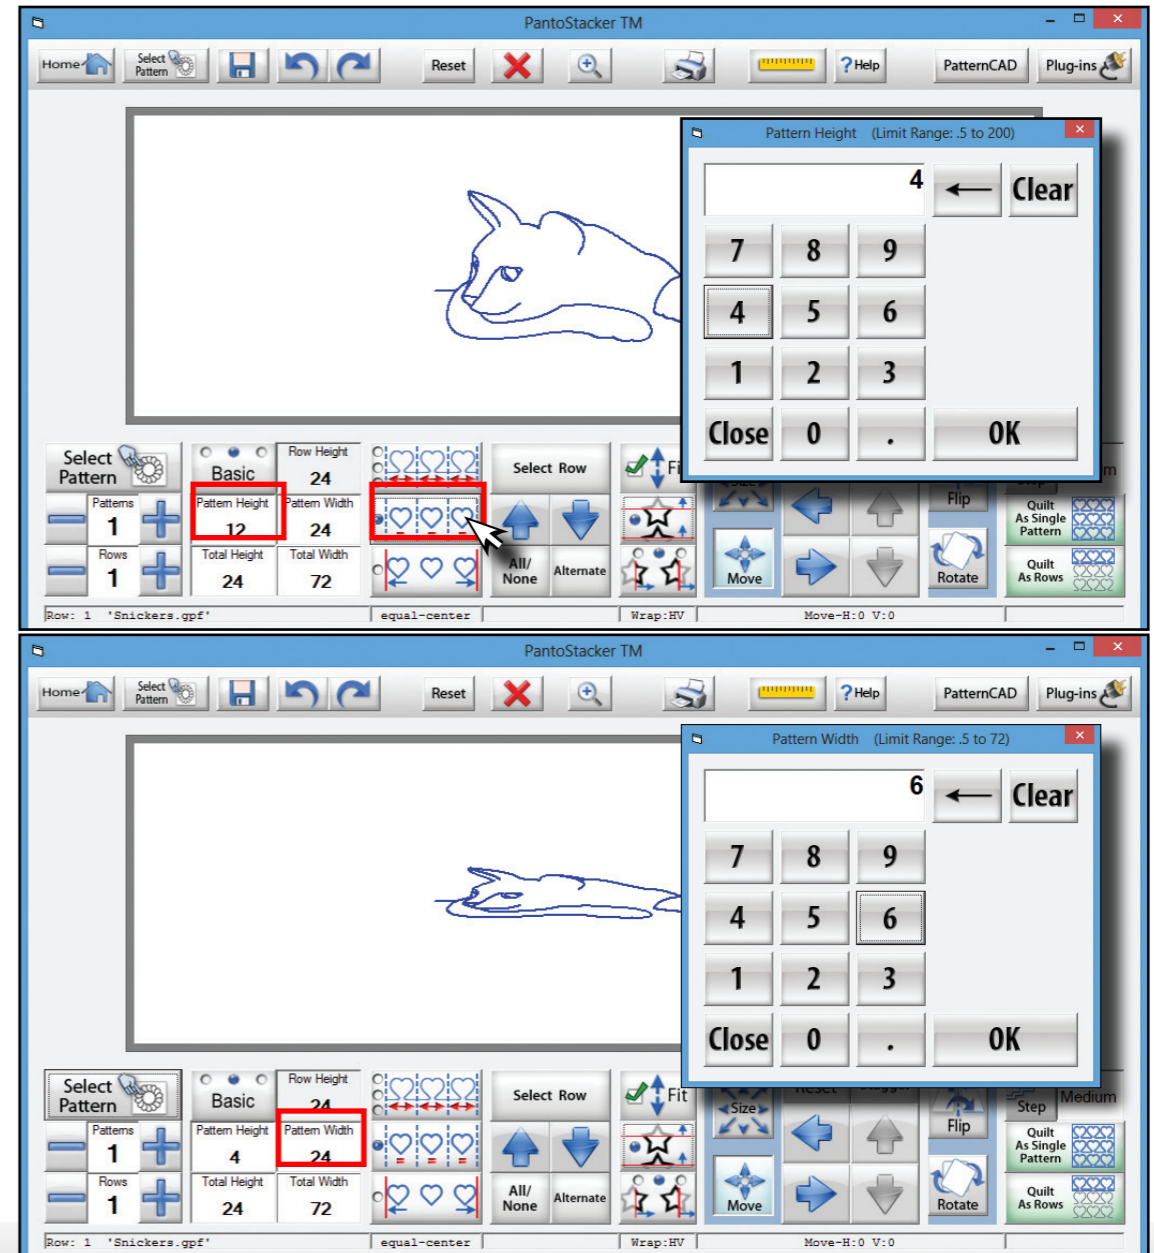 PantoStacker TM
Home
Select
Pattern
Reset
? Help
PatternCAD
Plug-ins
Pattern Height (Limit Range: .5 to 200)
4
Clear
7 8 9
4 5 6
1 2 3
Close 0 . OK
Select
Pattern
Basic
Row Height
24
Select Row
Patterns
1
Pattern Height
12
Pattern Width
24
Size
Flip
Quilt
As Single
Pattern
Rows
1
Total Height
24
Total Width
72
All/
None
Alternate
Move
Rotate
Quilt
As Rows
Row: 1 'Snickers.gpf'
equal-center
Wrap:HV
Move-H:0 V:0
PantoStacker TM
Home
Select
Pattern
Reset
? Help
PatternCAD
Plug-ins
Pattern Width (Limit Range: .5 to 72)
6
Clear
7 8 9
4 5 6
1 2 3
Close 0 . OK
Select
Pattern
Basic
Row Height
24
Select Row
Fit
Size
Step
Medium
Patterns
1
Pattern Height
4
Pattern Width
24
Flip
Quilt
As Single
Pattern
Rows
1
Total Height
24
Total Width
72
All/
None
Alternate
Move
Rotate
Quilt
As Rows
Row: 1 'Snickers.gpf'
equal-center
Wrap:HV
Move-H:0 V:0